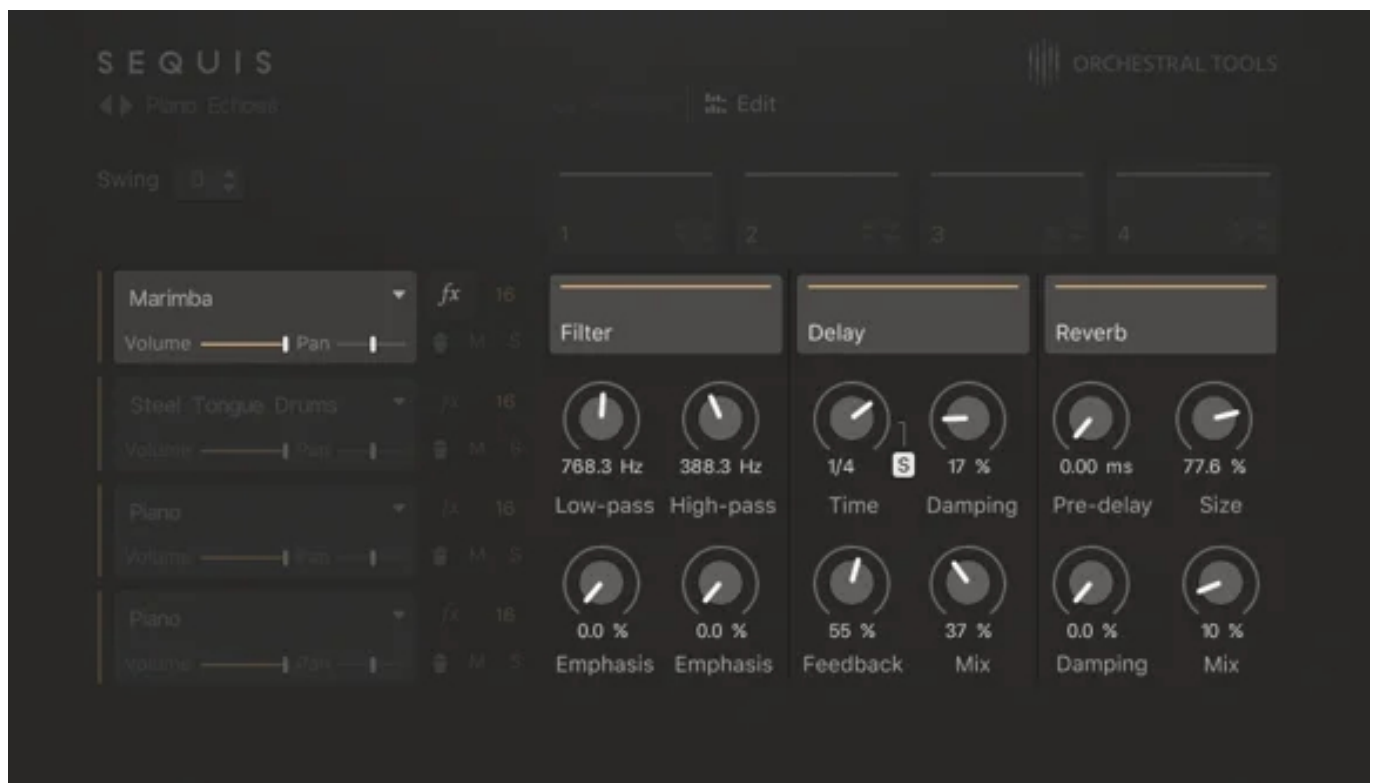 SEQUIS
ORCHESTRAL TOOLS
Piano Echoes
Edit
Swing 0
1 2 3 4
Marimba fx 16
Volume Pan M S
Filter Delay Reverb
Steel Tongue Drums fx 16
Volume Pan M S
768.3 Hz 388.3 Hz 1/4 S 17 % 0.00 ms 77.6 %
Low-pass High-pass Time Damping Pre-delay Size
Piano fx 16
Volume Pan M S
0.0 % 0.0 % 55 % 37 % 0.0 % 10 %
Emphasis Emphasis Feedback Mix Damping Mix
Piano fx 16
Volume Pan M S